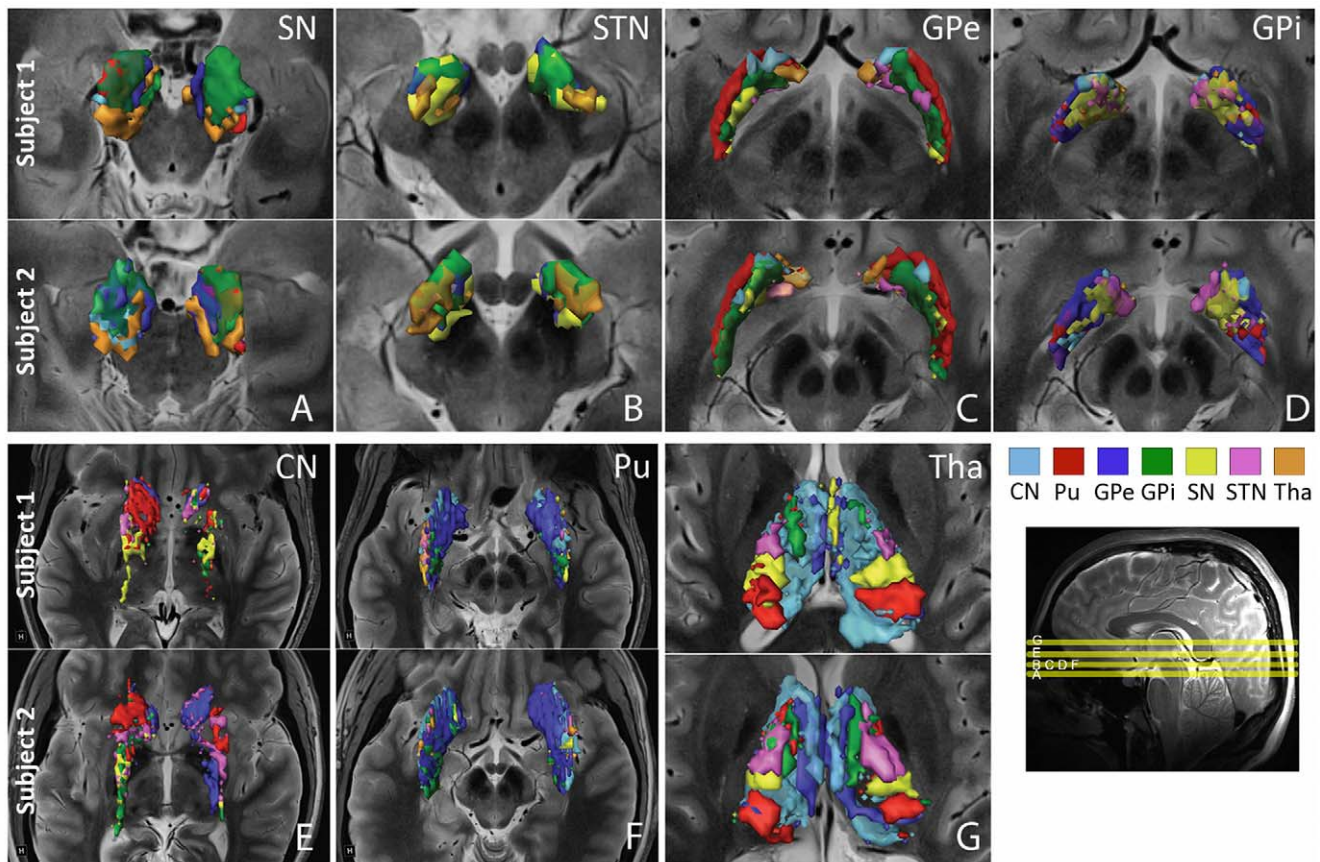 SN
STN
GPe
GPi
Subject 1
Subject 2
A
B
C
D
CN
Pu
Tha
Subject 1
Subject 2
E
F
G
H
H
H
H
CN Pu GPe GPi SN STN Tha
G
E
B C D F
A